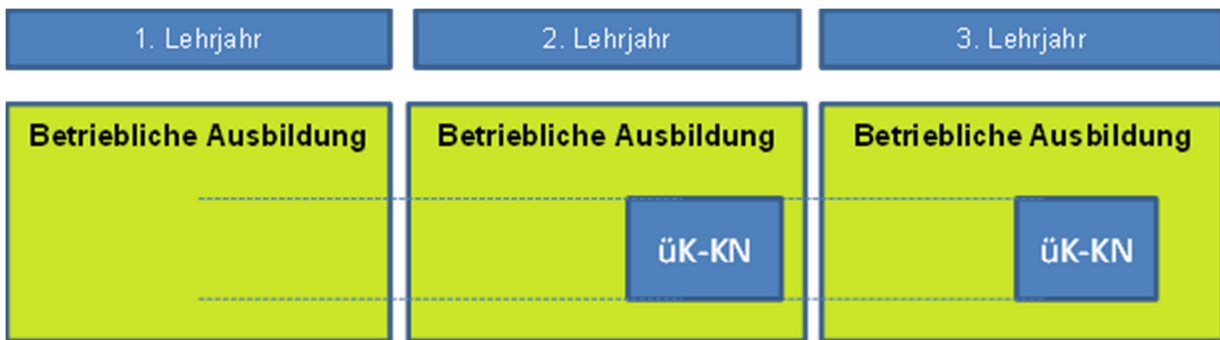 1. Lehrjahr
2. Lehrjahr
3. Lehrjahr
Betriebliche Ausbildung
Betriebliche Ausbildung
Betriebliche Ausbildung
üK-KN
üK-KN